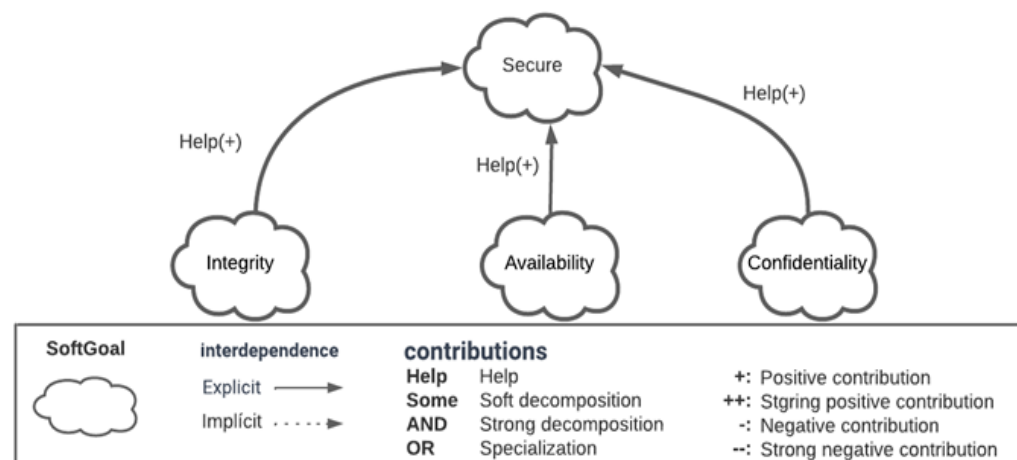 Secure
Help(+)
Help(+)
Help(+)
Integrity
Availability
Confidentiality
SoftGoal
interdependence
Explicit
Implícit
contributions
Help Help
Some Soft decomposition
AND Strong decomposition
OR Specialization
+: Positive contribution
++: Stgring positive contribution
-: Negative contribution
--: Strong negative contribution